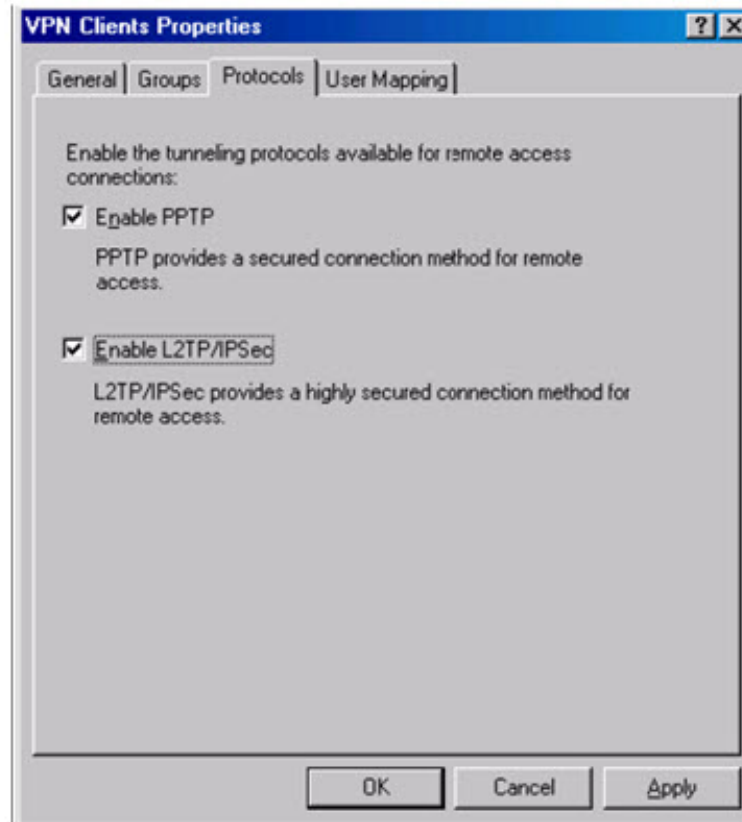 VPN Clients Properties
General Groups Protocols User Mapping
Enable the tunneling protocols available for remote access
connections:
Enable PPTP
PPTP provides a secured connection method for remote
access.
Enable L2TP/IPSec
L2TP/IPSec provides a highly secured connection method for
remote access.
OK Cancel Apply